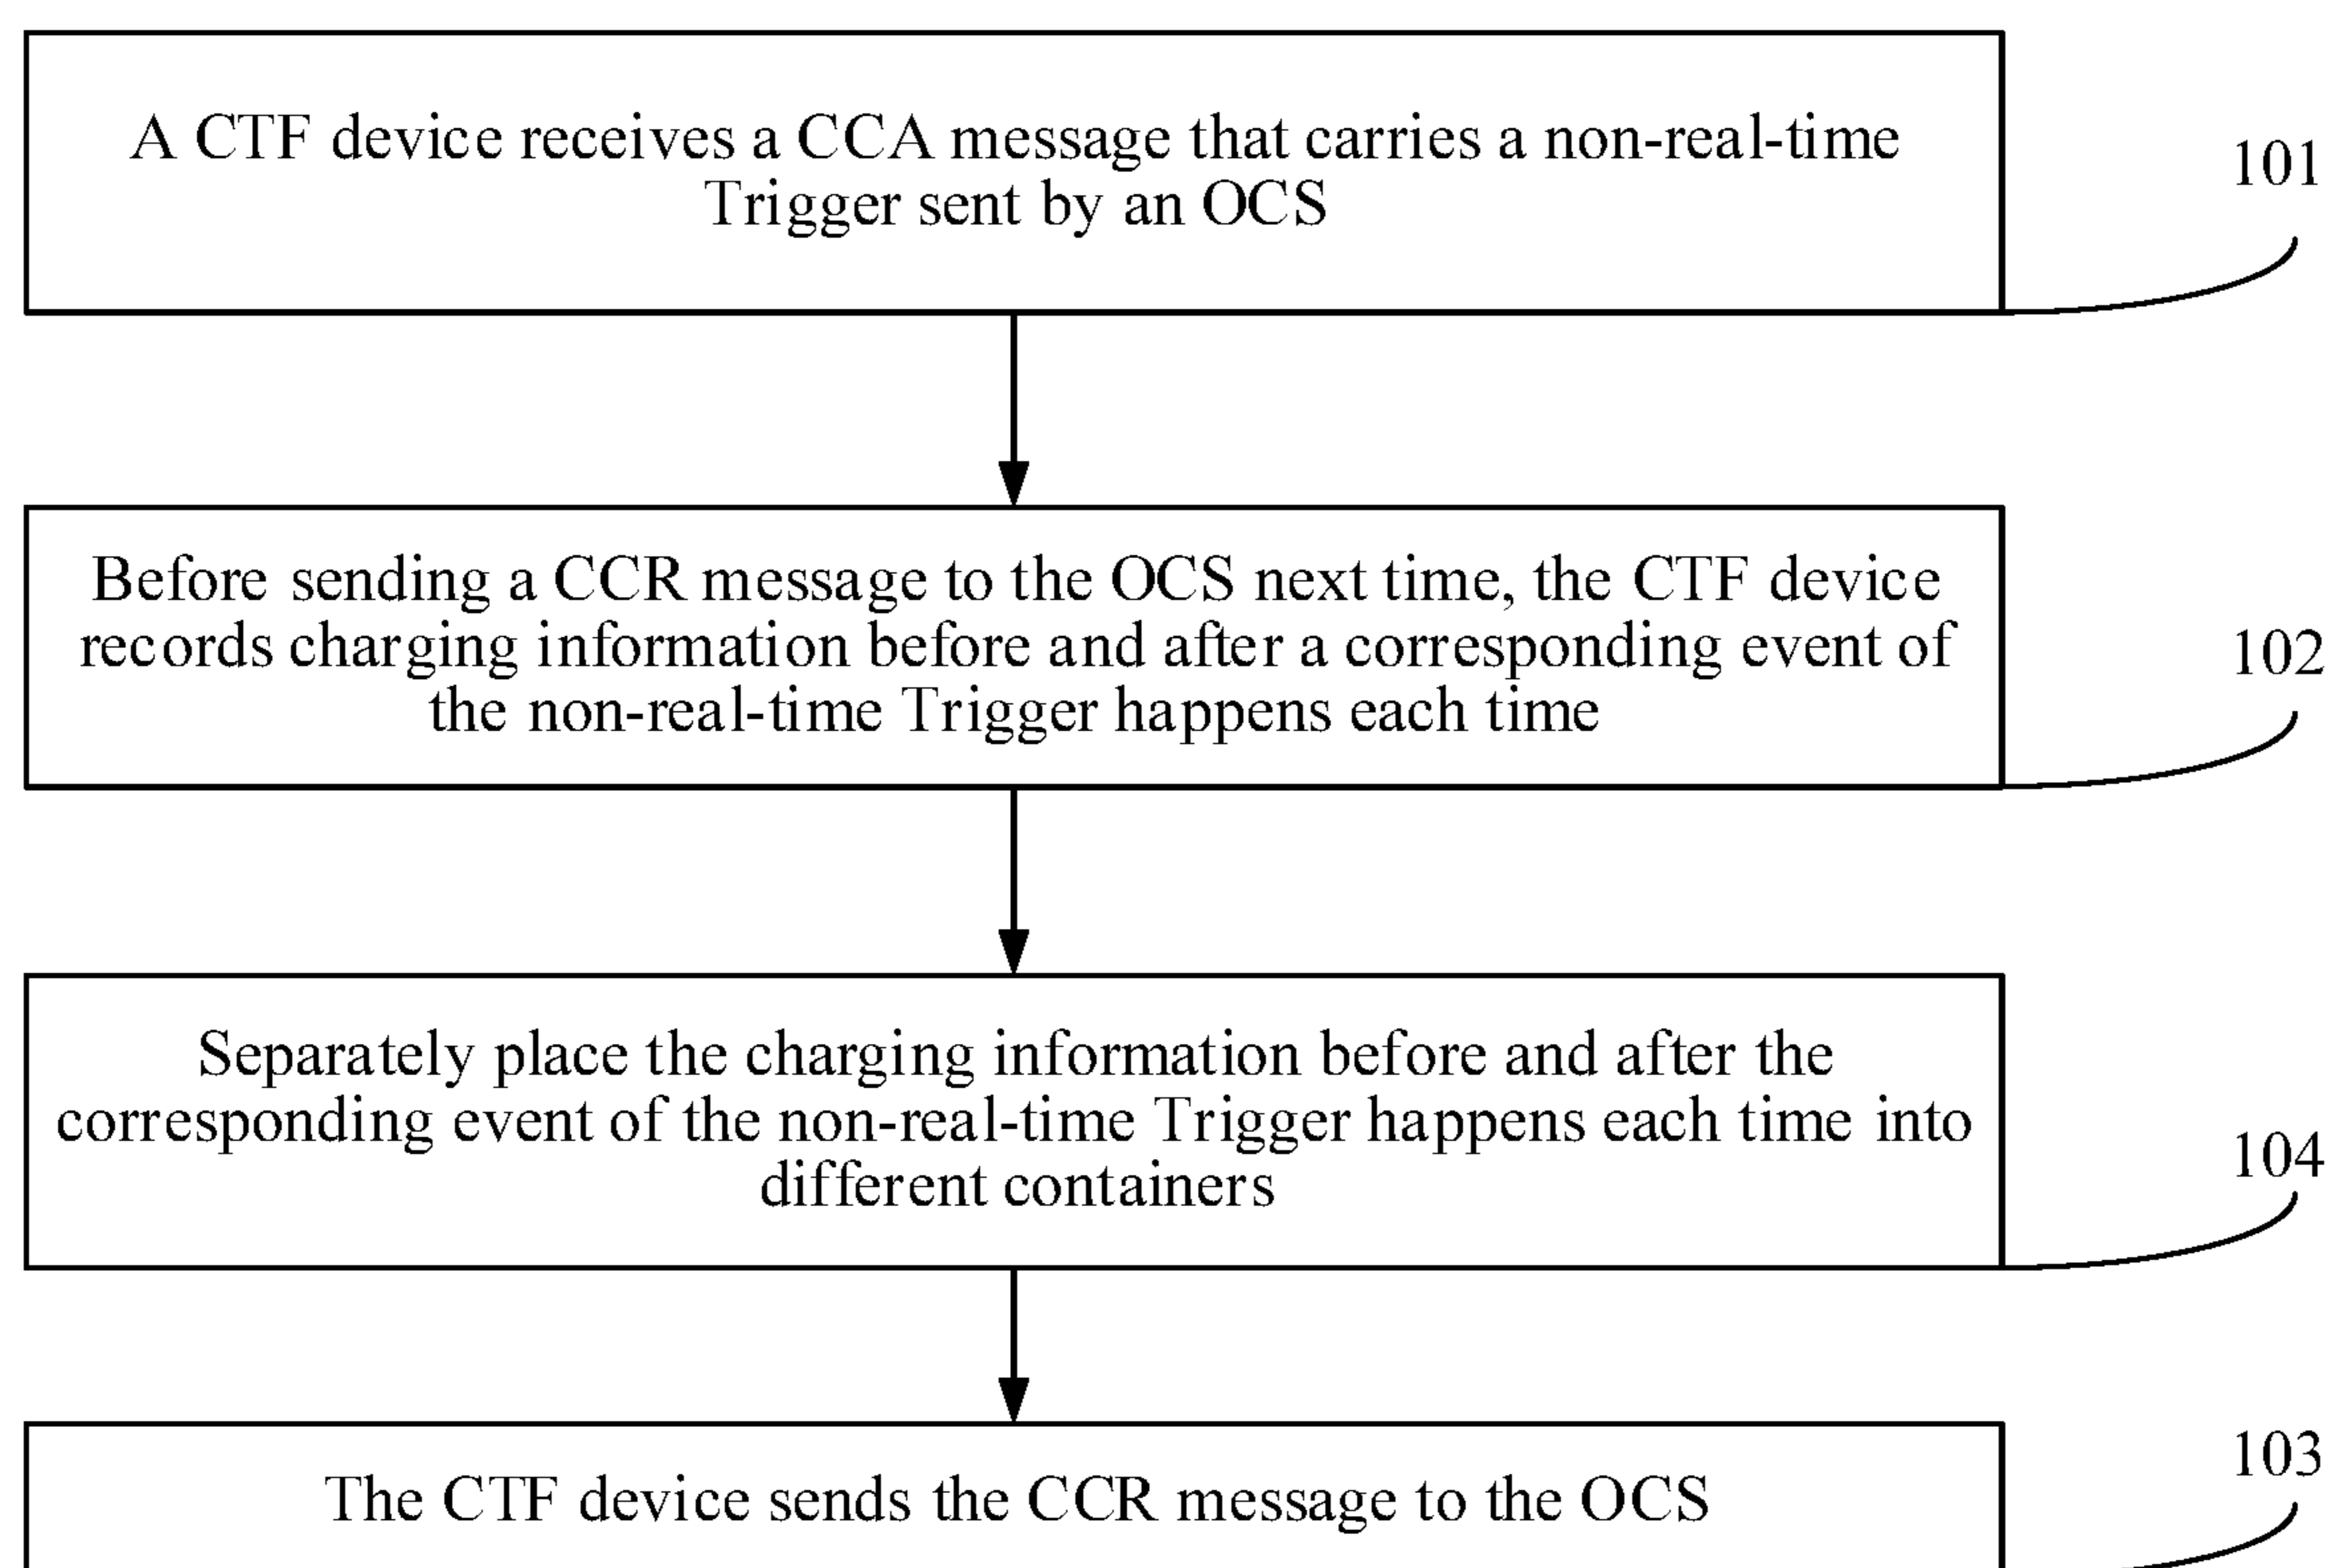 A CTF device receives a CCA message that carries a non-real-time
Trigger sent by an OCS
101
Before sending a CCR message to the OCS next time, the CTF device
records charging information before and after a corresponding event of
the non-real-time Trigger happens each time
102
Separately place the charging information before and after the
corresponding event of the non-real-time Trigger happens each time into
different containers
104
The CTF device sends the CCR message to the OCS
103